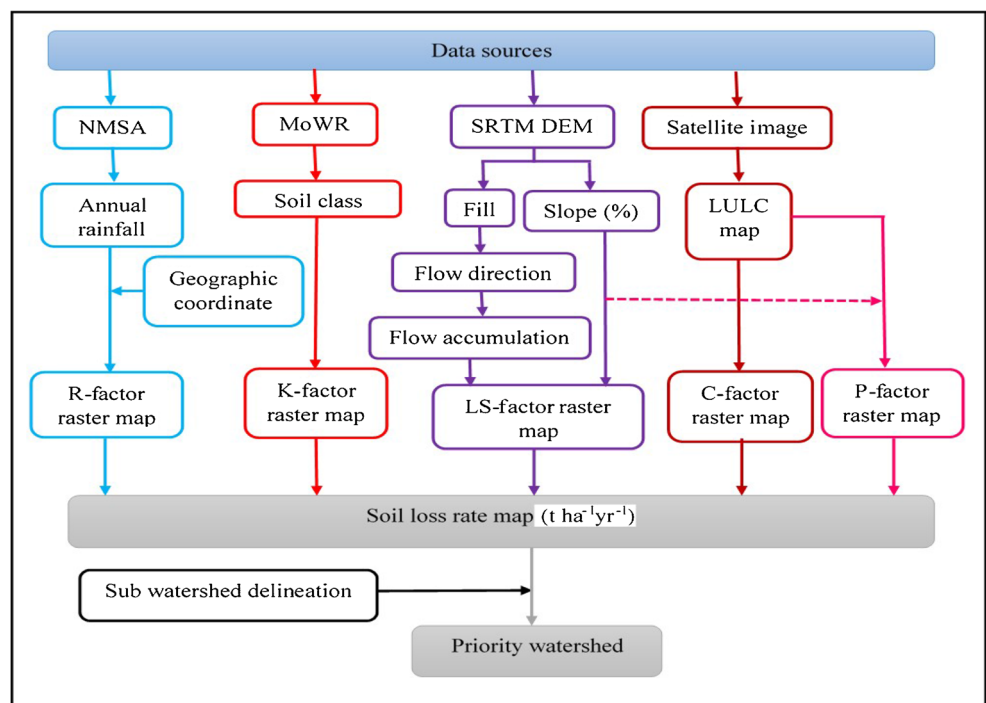 Data sources
NMSA
MoWR
SRTM DEM
Satellite image
Annual
rainfall
Soil class
Fill
Slope (%)
LULC
map
Geographic
coordinate
Flow direction
Flow accumulation
R-factor
raster map
K-factor
raster map
LS-factor raster
map
C-factor
raster map
P-factor
raster map
Soil loss rate map (t ha⁻¹yr⁻¹)
Sub watershed delineation
Priority watershed